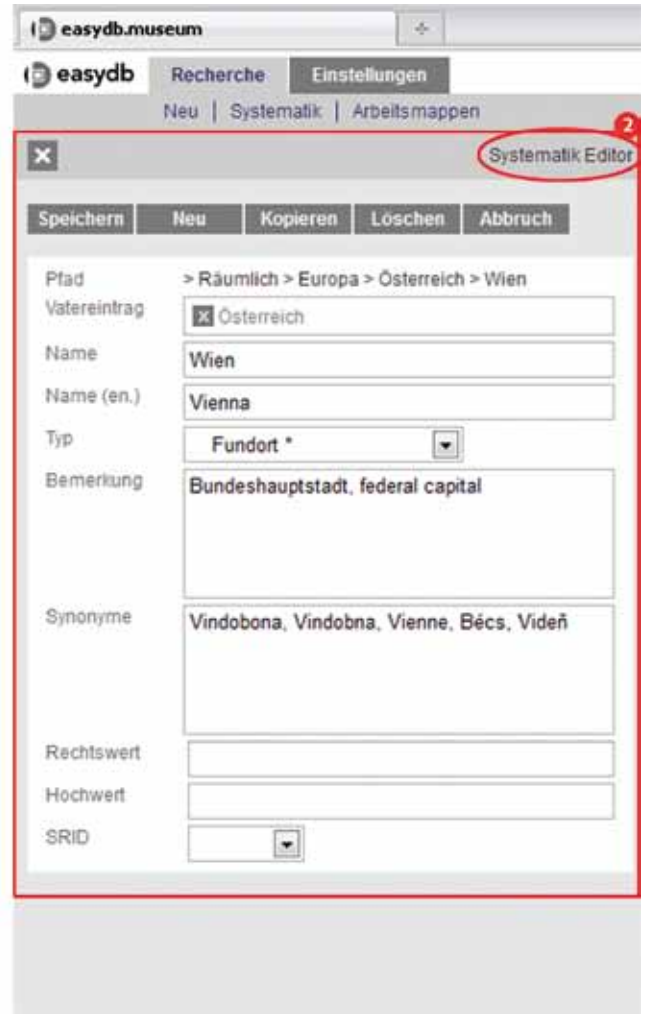 easydb.museum
easydb Recherche Einstellungen
Neu | Systematik | Arbeitsmappen
2
Systematik Editor
Speichern Neu Kopieren Löschen Abbruch
Pfad > Räumlich > Europa > Österreich > Wien
Vatereintrag Österreich
Name Wien
Name (en.) Vienna
Typ Fundort *
Bemerkung Bundeshauptstadt, federal capital
Synonyme Vindobona, Vindobna, Vienne, Bécs, Videň
Rechtswert
Hochwert
SRID